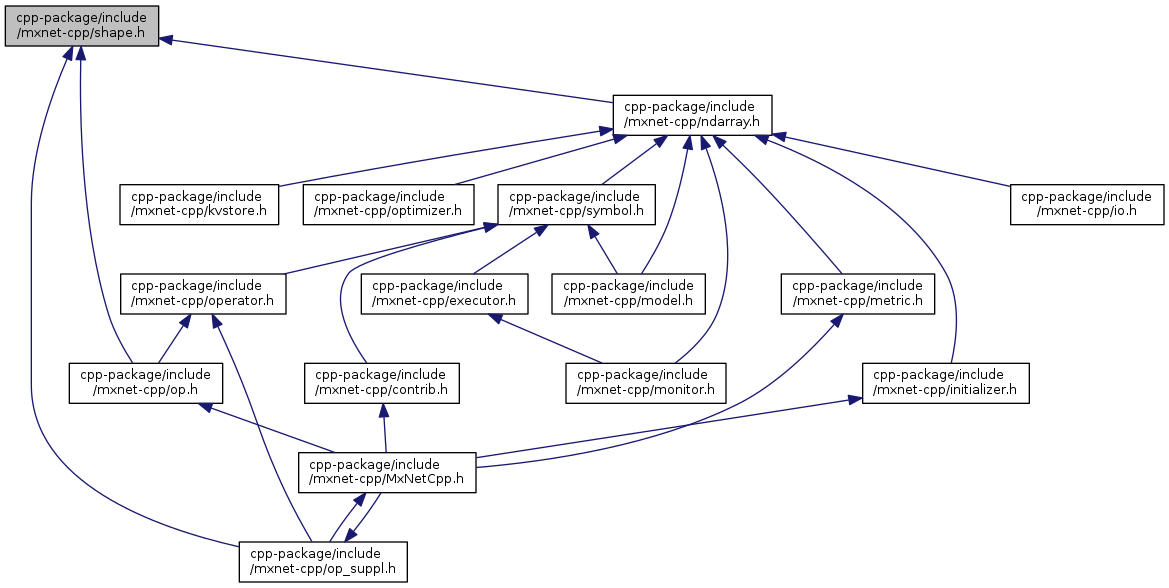 cpp-package/include
/mxnet-cpp/shape.h
cpp-package/include
/mxnet-cpp/ndarray.h
cpp-package/include
/mxnet-cpp/kvstore.h
cpp-package/include
/mxnet-cpp/optimizer.h
cpp-package/include
/mxnet-cpp/symbol.h
cpp-package/include
/mxnet-cpp/io.h
cpp-package/include
/mxnet-cpp/operator.h
cpp-package/include
/mxnet-cpp/executor.h
cpp-package/include
/mxnet-cpp/model.h
cpp-package/include
/mxnet-cpp/metric.h
cpp-package/include
/mxnet-cpp/op.h
cpp-package/include
/mxnet-cpp/contrib.h
cpp-package/include
/mxnet-cpp/monitor.h
cpp-package/include
/mxnet-cpp/initializer.h
cpp-package/include
/mxnet-cpp/MxNetCpp.h
cpp-package/include
/mxnet-cpp/op_suppl.h